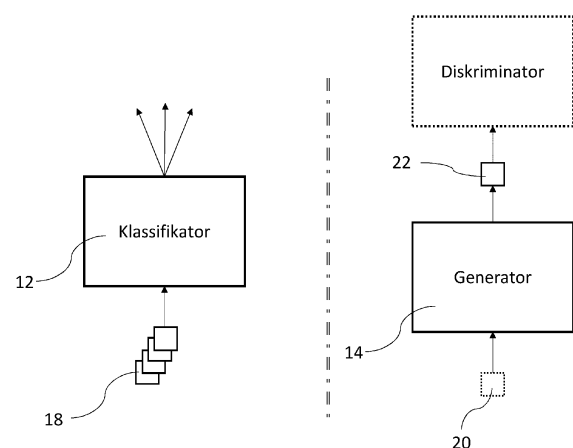 Diskriminator
22
Klassifikator
12
Generator
14
18
20